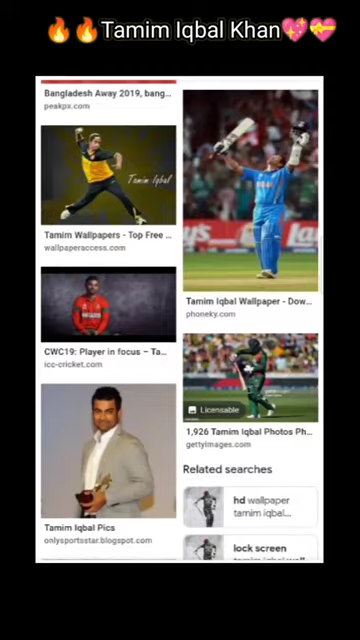 🔥🔥Tamim Iqbal Khan💖💝
Bangladesh Away 2019, bang...
peakpx.com
Tamim Iqbal
Tamim Wallpapers - Top Free ...
wallpaperaccess.com
CWC19: Player in focus – Ta...
icc-cricket.com
Tamim Iqbal Pics
onlysportsstar.blogspot.com
Tamim Iqbal Wallpaper - Dow...
phoneky.com
Licensable
1,926 Tamim Iqbal Photos Ph...
gettyimages.com
Related searches
hd wallpaper
tamim iqbal...
lock screen